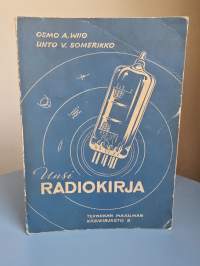 OSMO A. WIIO
UNTO V. SOMERIKKO
Uusi
RADIOKIRJA
TEKNIIKAN MAAILMAN
KÄSIKIRJASTO 2